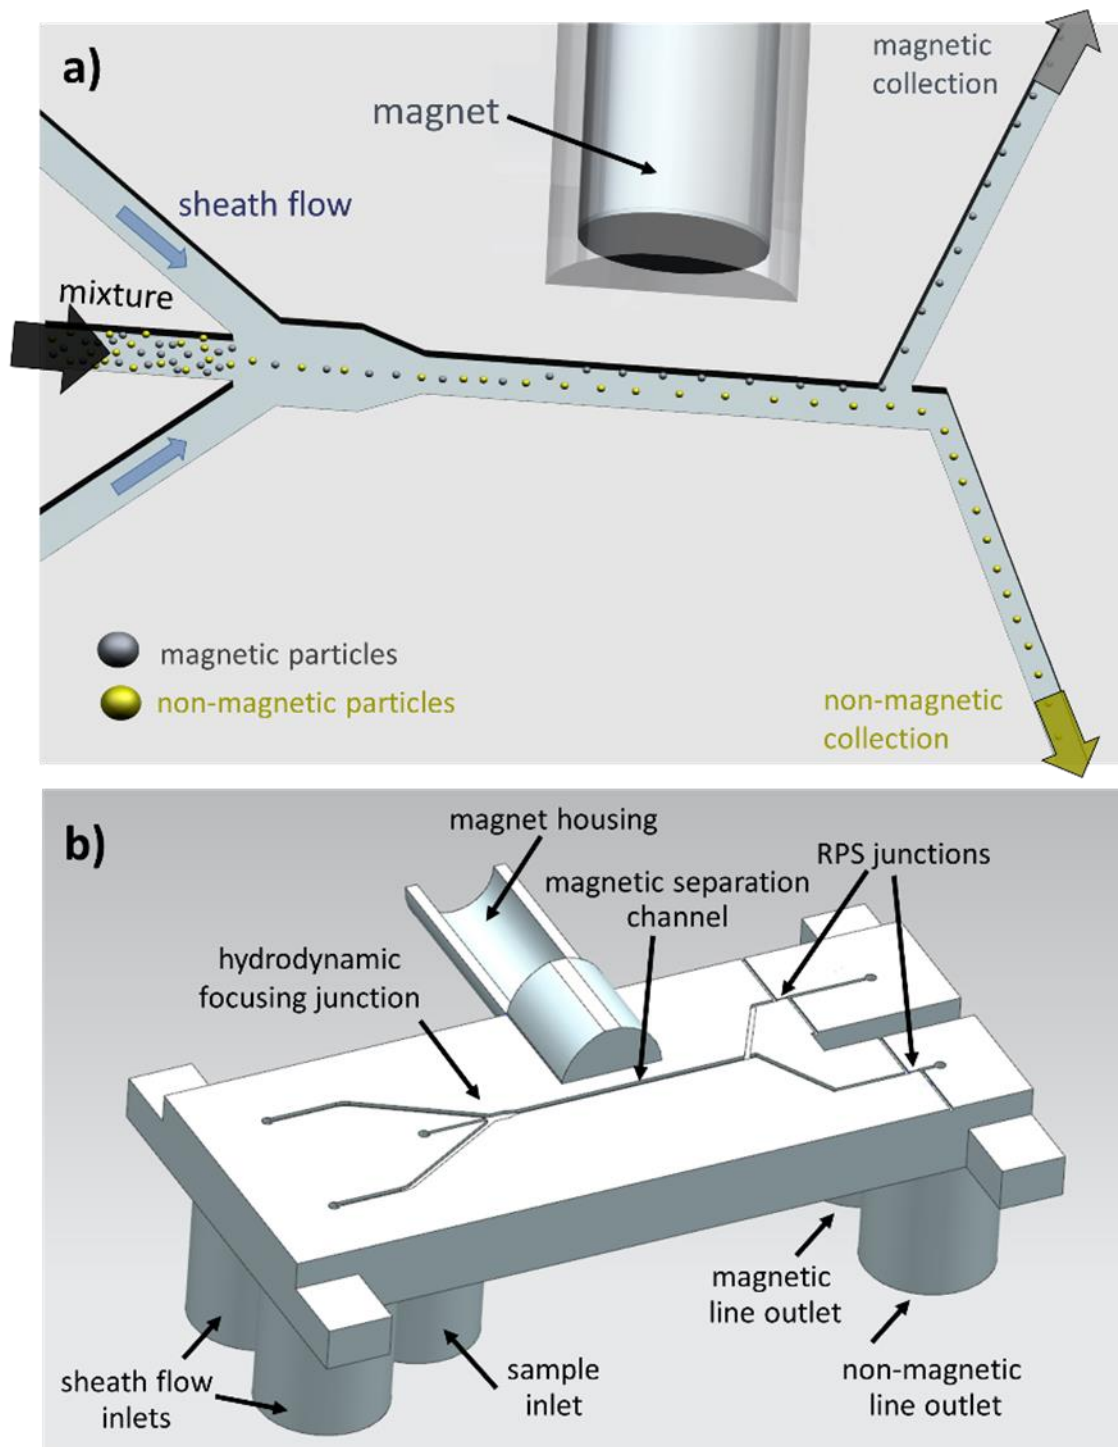 a)
magnetic
collection
magnet
sheath flow
mixture
magnetic particles
non-magnetic particles
non-magnetic
collection
b)
magnet housing
RPS junctions
magnetic separation
channel
hydrodynamic
focusing junction
magnetic
line outlet
sheath flow
inlets
sample
inlet
non-magnetic
line outlet